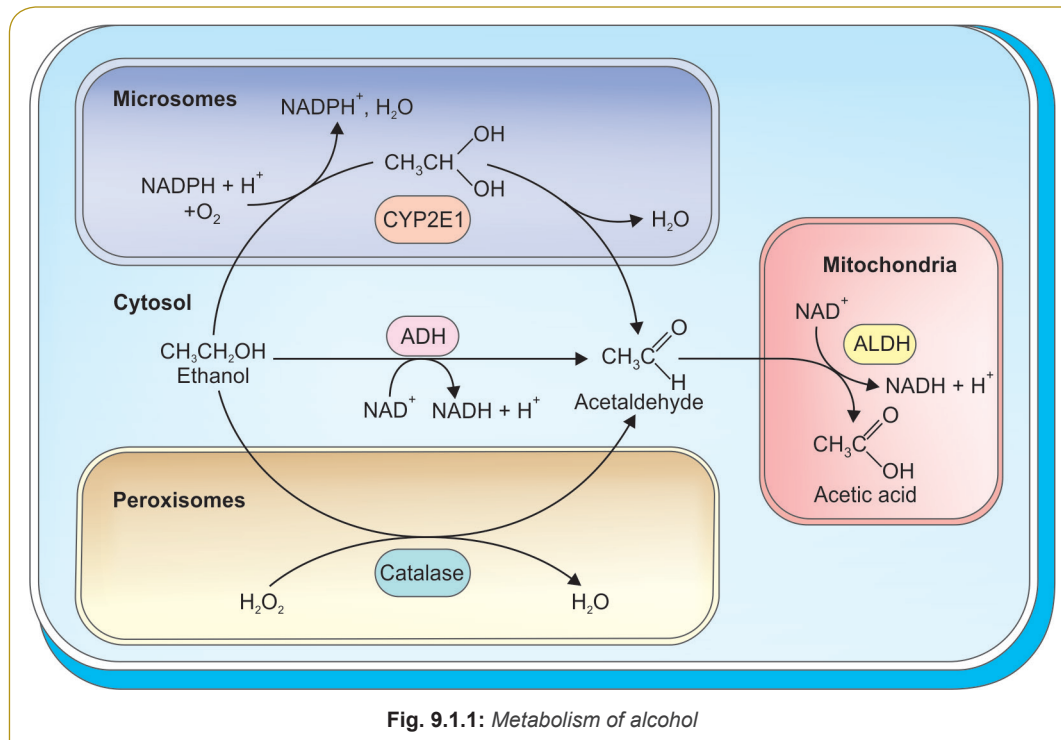 Microsomes
NADPH⁺, H₂O
CH₃CH
OH
OH
NADPH + H⁺
+O₂
CYP2E1
H₂O
Mitochondria
NAD⁺
ALDH
NADH + H⁺
CH₃C
O
OH
Acetic acid
Cytosol
CH₃CH₂OH
Ethanol
ADH
NAD⁺
NADH + H⁺
CH₃C
O
H
Acetaldehyde
Peroxisomes
Catalase
H₂O₂
H₂O
Fig. 9.1.1: Metabolism of alcohol